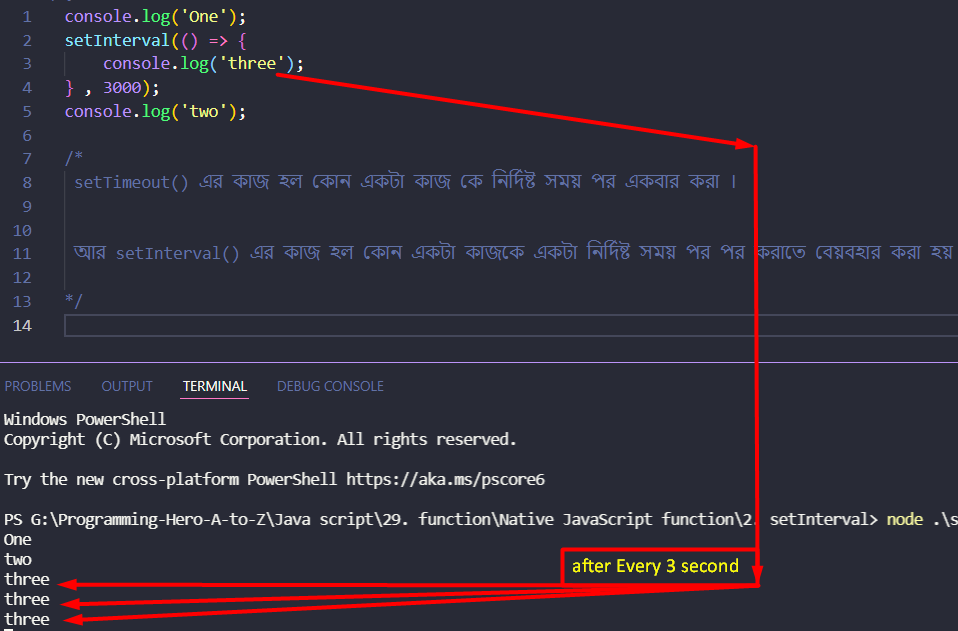 1 console.log('One');
2 setInterval(() => {
3 console.log('three');
4 } , 3000);
5 console.log('two');
6
7 /*
8 setTimeout() এর কাজ হল কোন একটা কাজ কে নির্দিষ্ট সময় পর একবার করা ।
9
10
11 আর setInterval() এর কাজ হল কোন একটা কাজকে একটা নির্দিষ্ট সময় পর পর করাতে বেয়বহার করা হয়
12
13 */
14
PROBLEMS OUTPUT TERMINAL DEBUG CONSOLE
Windows PowerShell
Copyright (C) Microsoft Corporation. All rights reserved.
Try the new cross-platform PowerShell https://aka.ms/pscore6
PS G:\Programming-Hero-A-to-Z\Java script\29. function\Native JavaScript function\2. setInterval> node .\s
One
two
after Every 3 second
three
three
three